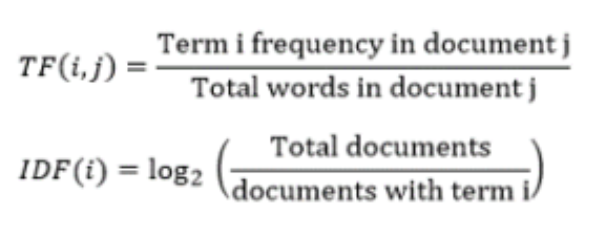 TF(i,j) = Term i frequency in document j / Total words in document j
IDF(i) = log₂ (Total documents / documents with term i)